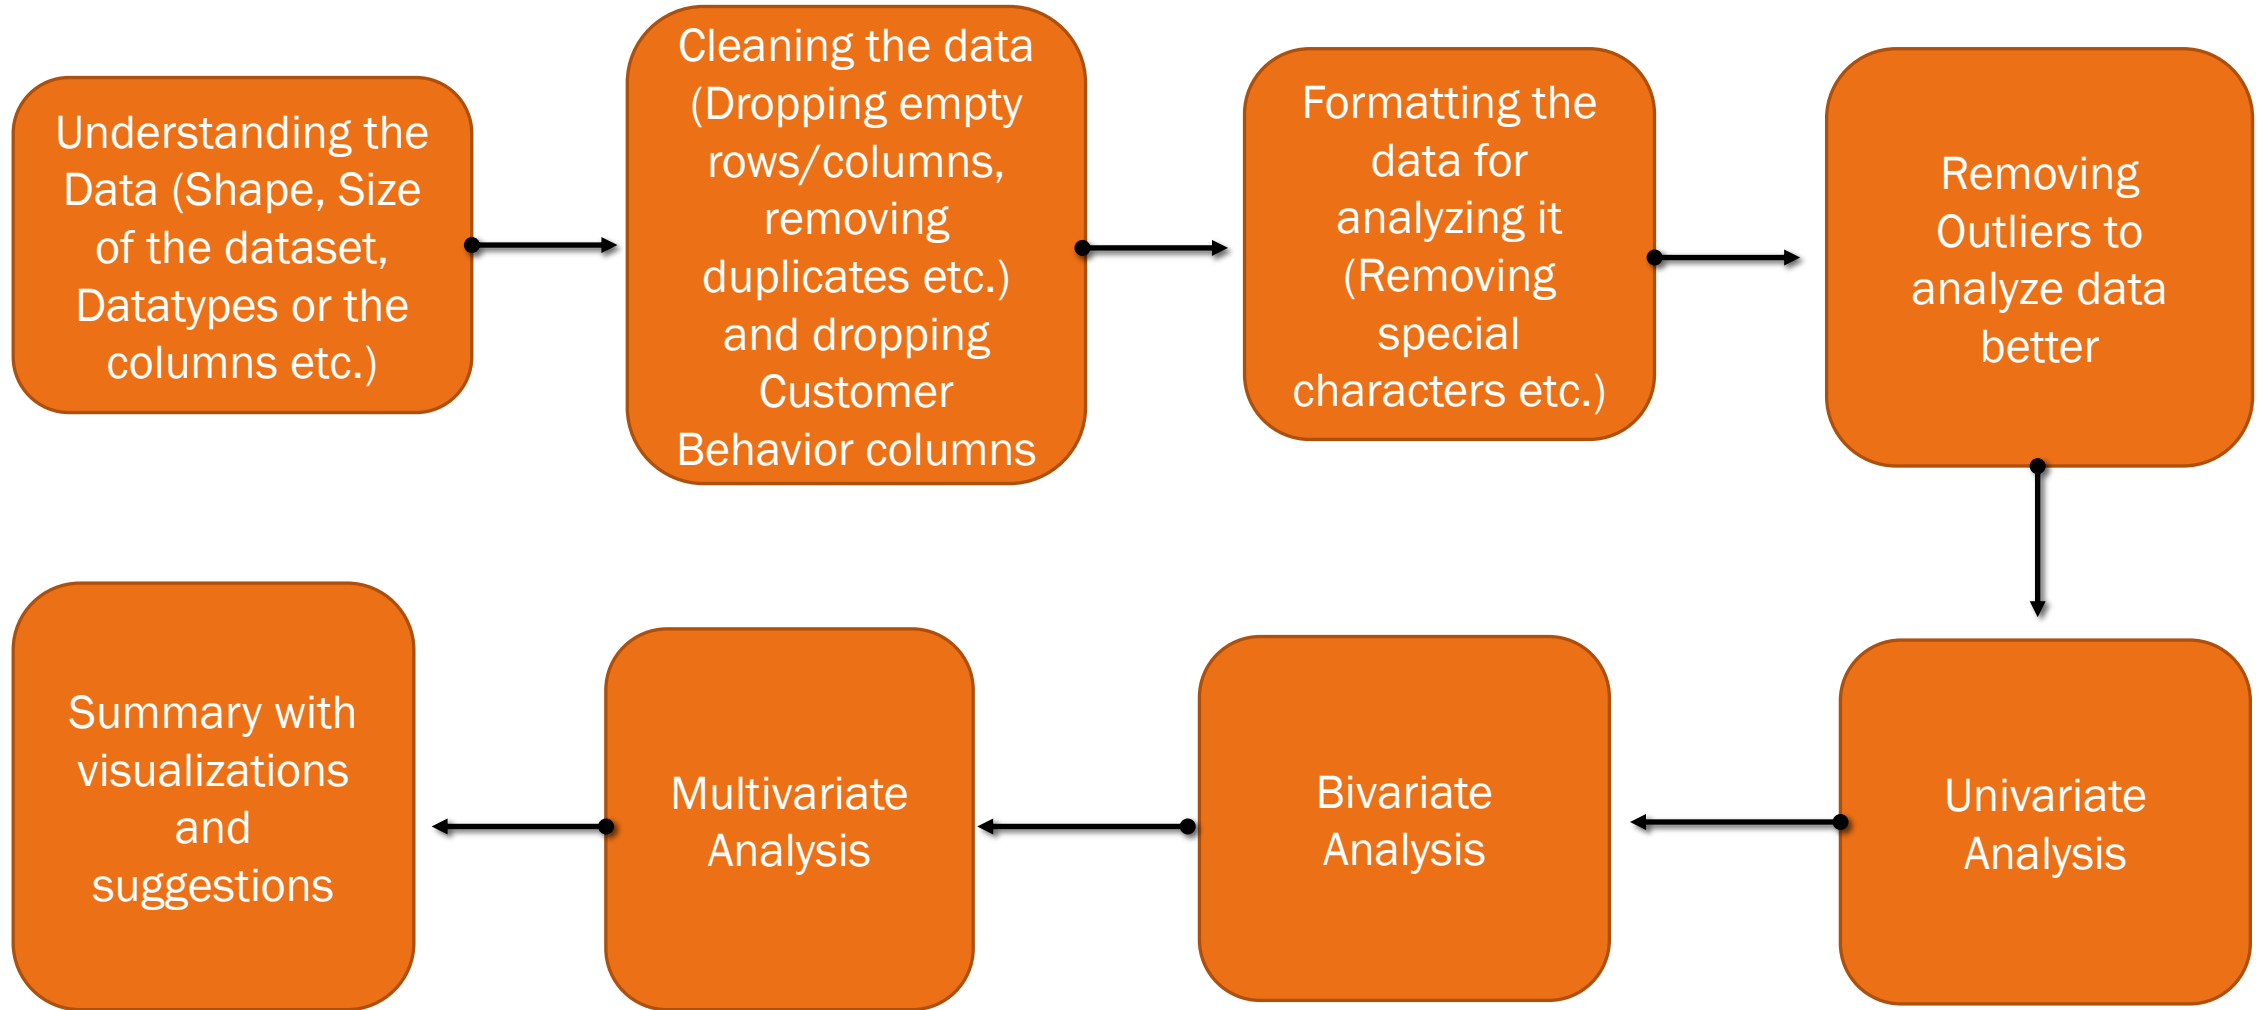 Understanding the
Data (Shape, Size
of the dataset,
Datatypes or the
columns etc.)
Cleaning the data
(Dropping empty
rows/columns,
removing
duplicates etc.)
and dropping
Customer
Behavior columns
Formatting the
data for
analyzing it
(Removing
special
characters etc.)
Removing
Outliers to
analyze data
better
Univariate
Analysis
Bivariate
Analysis
Multivariate
Analysis
Summary with
visualizations
and
suggestions